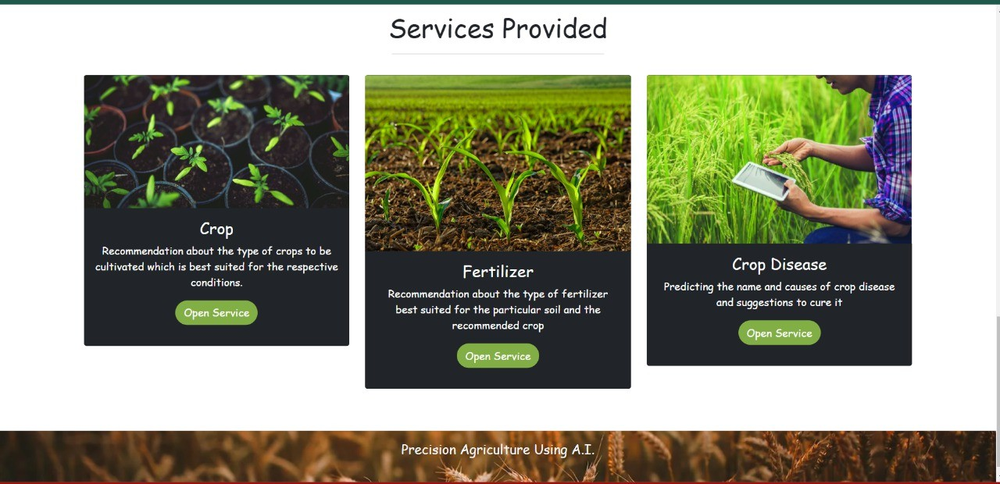 Services Provided
Crop
Recommendation about the type of crops to be
cultivated which is best suited for the respective
conditions.
Open Service
Fertilizer
Recommendation about the type of fertilizer
best suited for the particular soil and the
recommended crop
Open Service
Crop Disease
Predicting the name and causes of crop disease
and suggestions to cure it
Open Service
Precision Agriculture Using A.I.